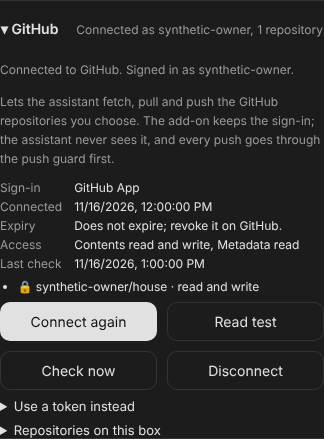 ▾ GitHub Connected as synthetic-owner, 1 repository
Connected to GitHub. Signed in as synthetic-owner.
Lets the assistant fetch, pull and push the GitHub
repositories you choose. The add-on keeps the sign-in;
the assistant never sees it, and every push goes through
the push guard first.
Sign-in GitHub App
Connected 11/16/2026, 12:00:00 PM
Expiry Does not expire; revoke it on GitHub.
Access Contents read and write, Metadata read
Last check 11/16/2026, 1:00:00 PM
• 🔒 synthetic-owner/house · read and write
Connect again Read test
Check now Disconnect
▸ Use a token instead
▸ Repositories on this box